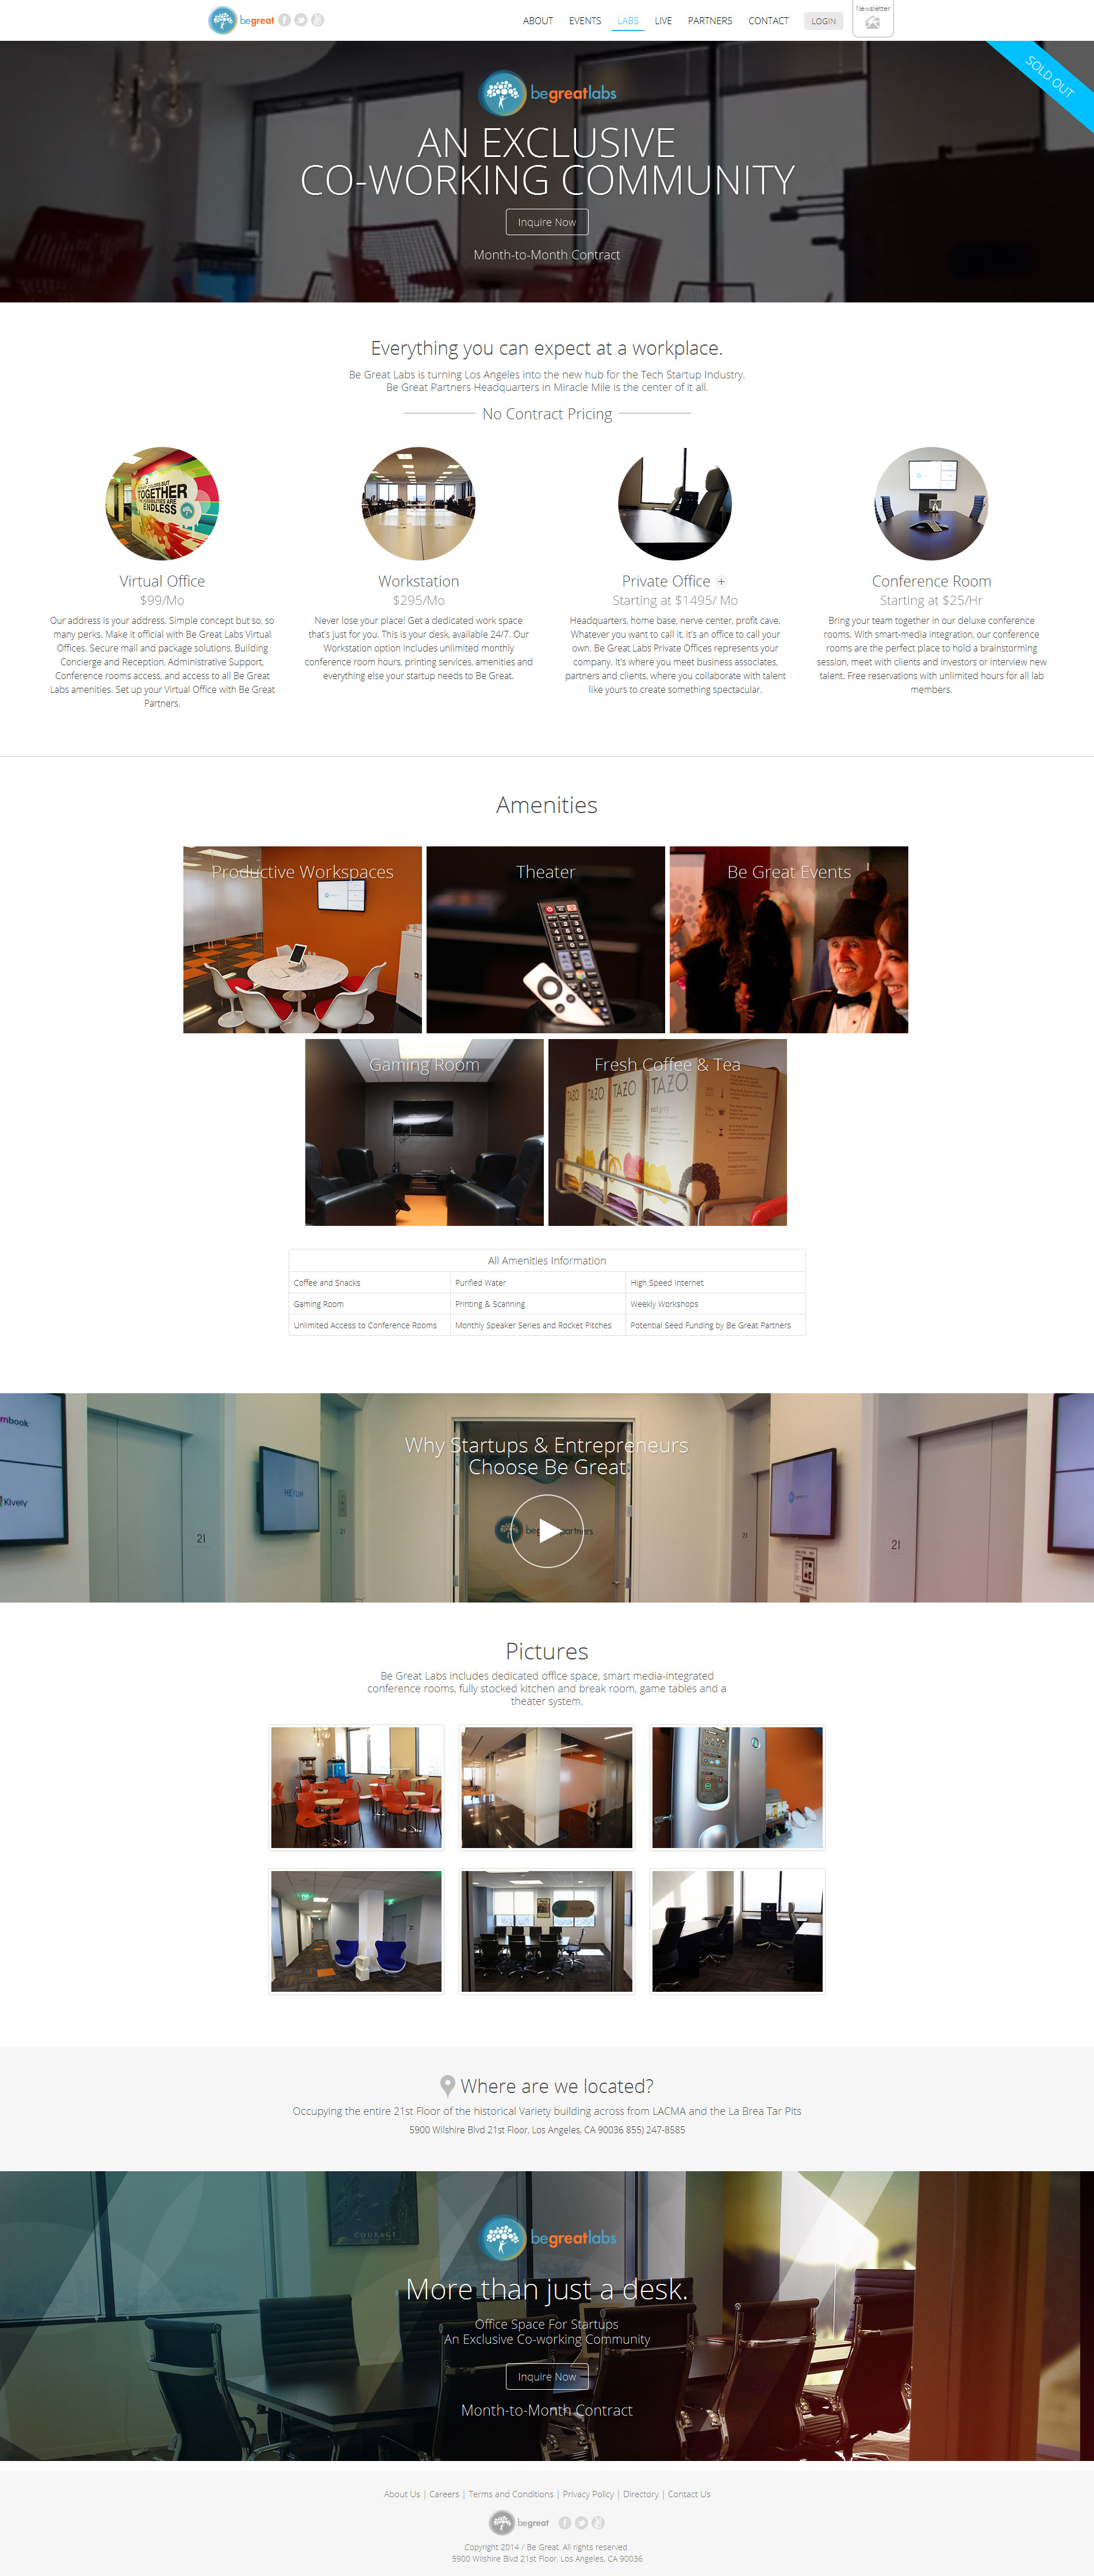 begreat
ABOUT EVENTS LABS LIVE PARTNERS CONTACT LOGIN Newsletter
SOLD OUT
begreatlabs
AN EXCLUSIVE
CO-WORKING COMMUNITY
Inquire Now
Month-to-Month Contract
Everything you can expect at a workplace.
Be Great Labs is turning Los Angeles into the new hub for the Tech Startup Industry.
Be Great Partners Headquarters in Miracle Mile is the center of it all.
No Contract Pricing
TOGETHER
ENDLESS
Virtual Office
$99/Mo
Our address is your address. Simple concept but so, so
many perks. Make it official with Be Great Labs Virtual
Offices. Secure mail and package solutions, Building
Concierge and Reception, Administrative Support,
Conference rooms access, and access to all Be Great
Labs amenities. Set up your Virtual Office with Be Great
Partners.
Workstation
$295/Mo
Never lose your place! Get a dedicated work space
that's just for you. This is your desk, available 24/7. Our
Workstation option includes unlimited monthly
conference room hours, printing services, amenities and
everything else your startup needs to Be Great.
Private Office +
Starting at $1495/ Mo
Headquarters, home base, nerve center, profit cave.
Whatever you want to call it, it's an office to call your
own. Be Great Labs Private Offices represents your
company. It's where you meet business associates,
partners and clients, where you collaborate with talent
like yours to create something spectacular.
Conference Room
Starting at $25/Hr
Bring your team together in our deluxe conference
rooms. With smart-media integration, our conference
rooms are the perfect place to hold a brainstorming
session, meet with clients and investors or interview new
talent. Free reservations with unlimited hours for all lab
members.
Amenities
Productive Workspaces
Theater
Be Great Events
Gaming Room
Fresh Coffee & Tea
TAZO TAZO TAZO TAZO
All Amenities Information
Coffee and Snacks Purified Water High Speed Internet
Gaming Room Printing & Scanning Weekly Workshops
Unlimited Access to Conference Rooms Monthly Speaker Series and Rocket Pitches Potential Seed Funding by Be Great Partners
mbook
Kively
HEXUN
21
21
21
21
Why Startups & Entrepreneurs
Choose Be Great.
Pictures
Be Great Labs includes dedicated office space, smart media-integrated
conference rooms, fully stocked kitchen and break room, game tables and a
theater system.
Where are we located?
Occupying the entire 21st Floor of the historical Variety building across from LACMA and the La Brea Tar Pits
5900 Wilshire Blvd 21st Floor, Los Angeles, CA 90036 855) 247-8585
COURAGE
begreatlabs
More than just a desk.
Office Space For Startups
An Exclusive Co-working Community
Inquire Now
Month-to-Month Contract
About Us | Careers | Terms and Conditions | Privacy Policy | Directory | Contact Us
begreat
Copyright 2014 / Be Great. All rights reserved.
5900 Wilshire Blvd 21st Floor. Los Angeles, CA 90036